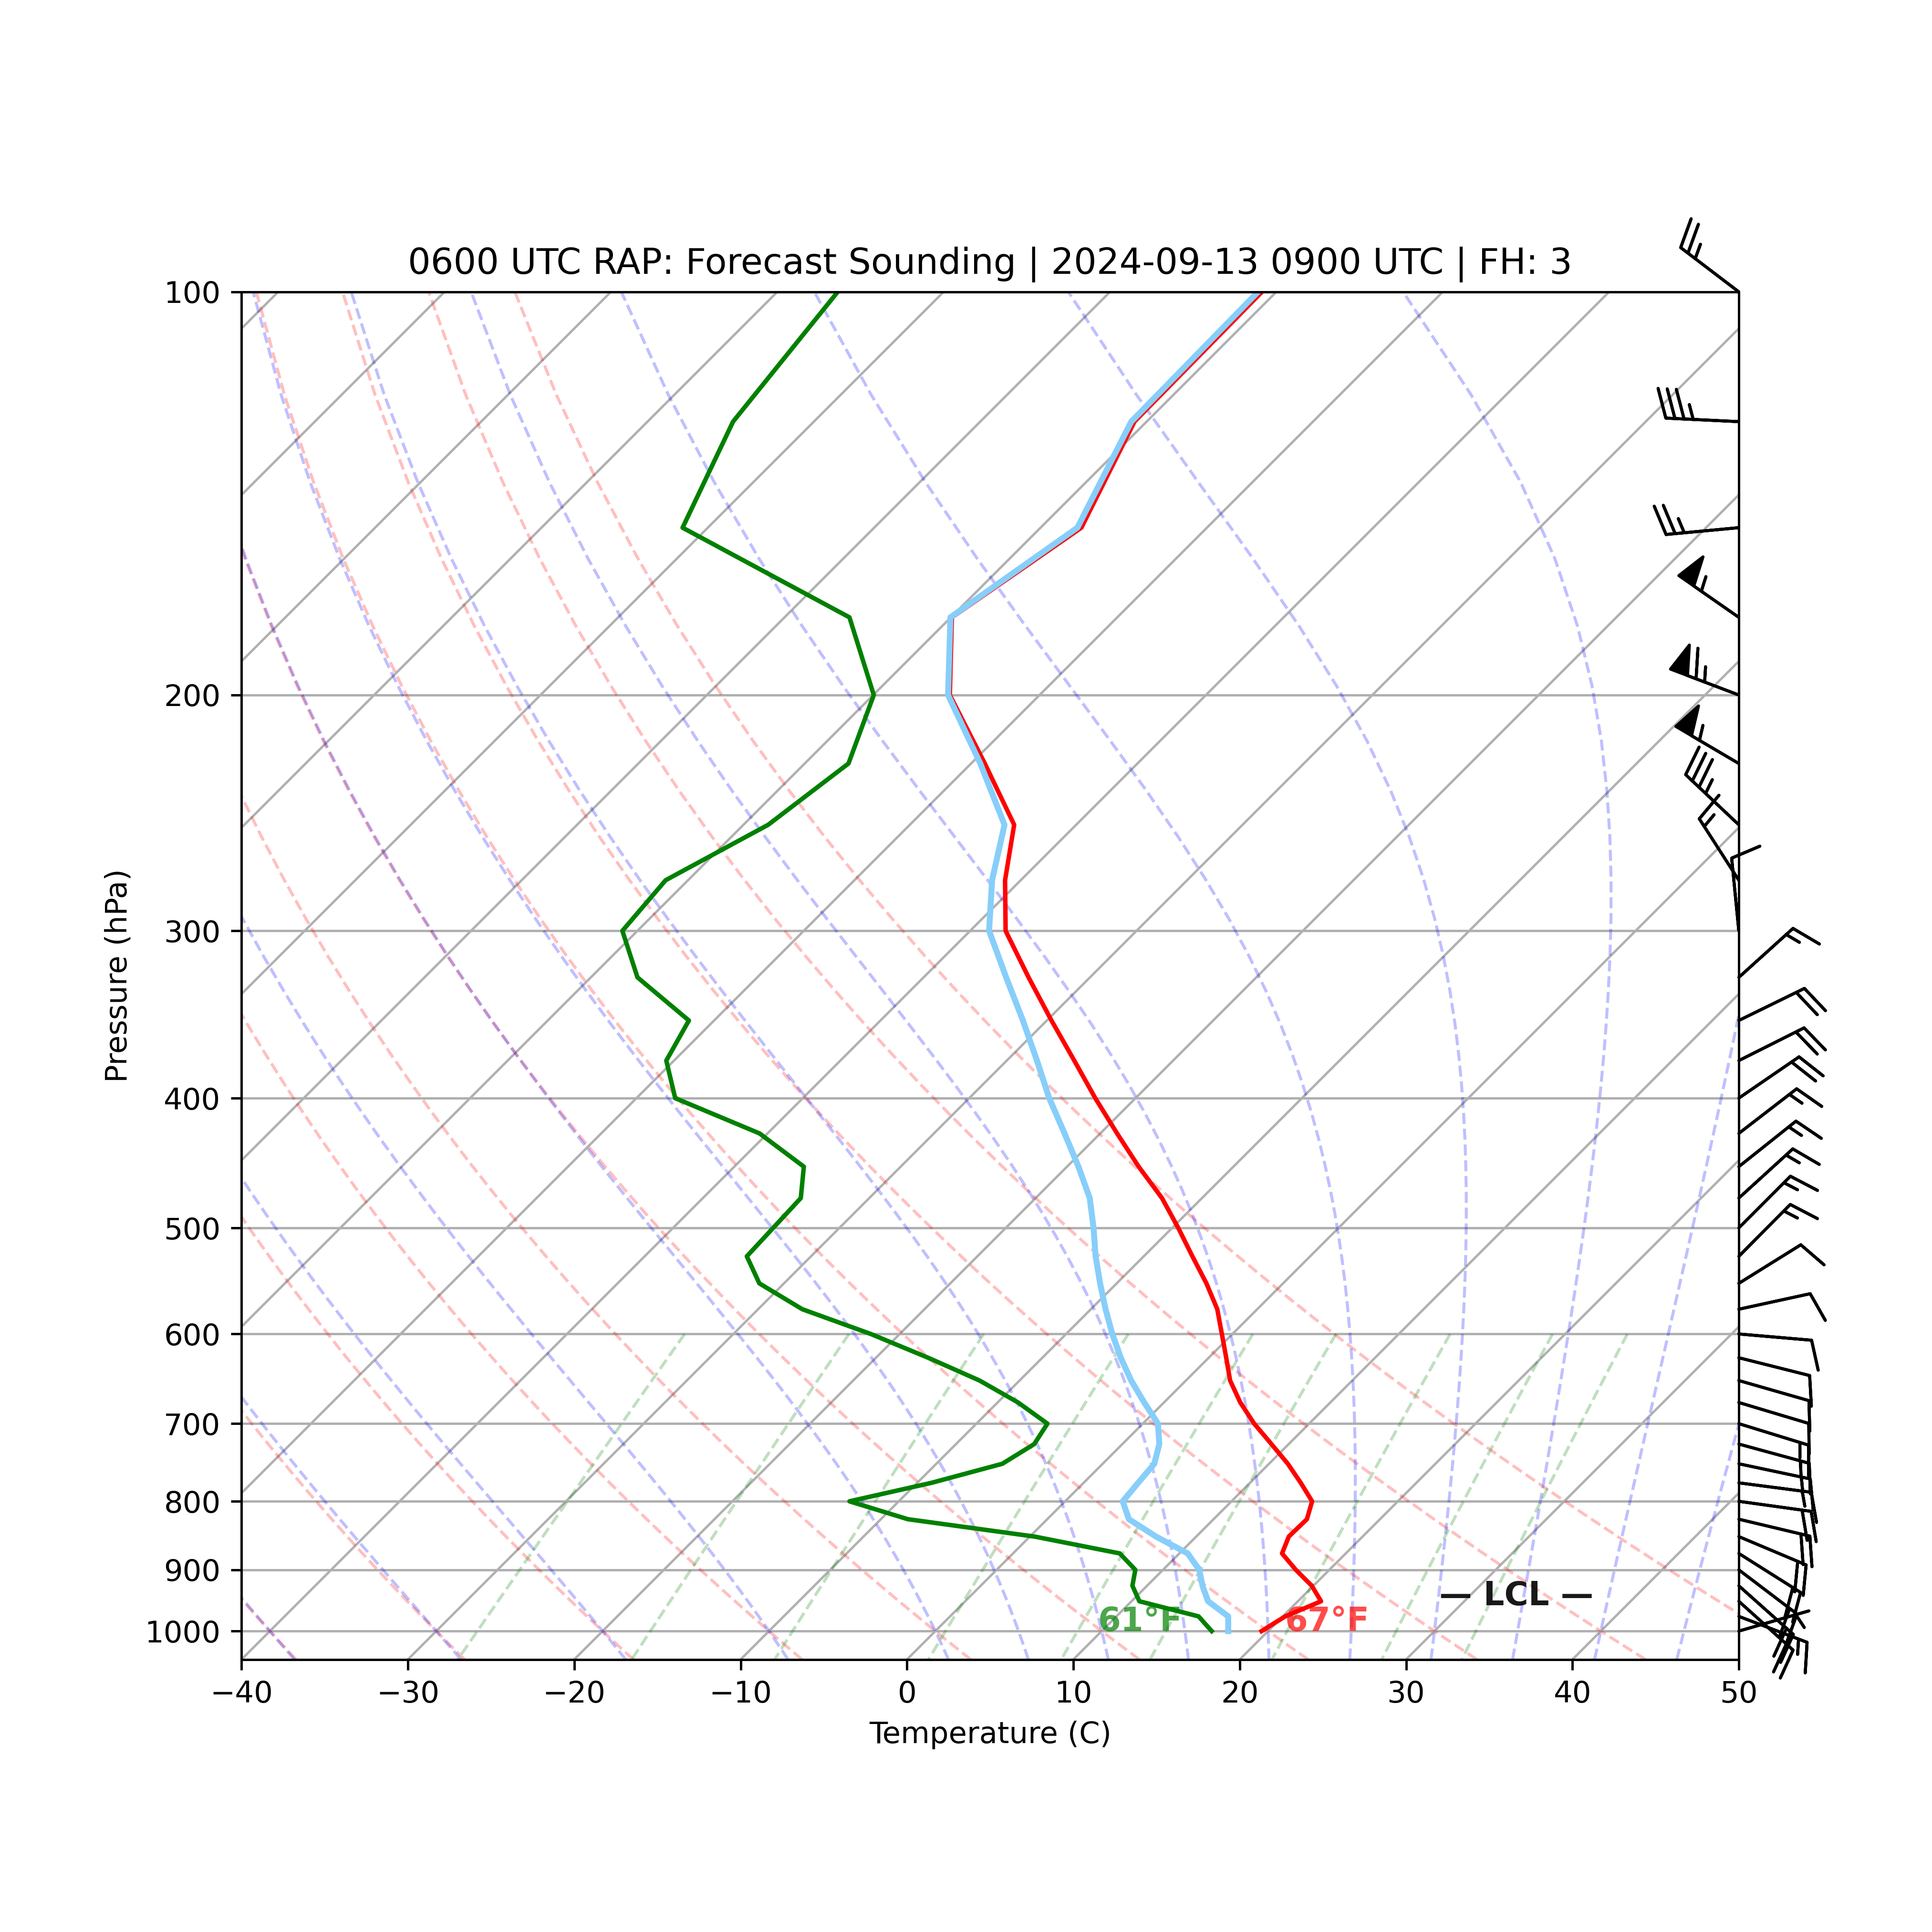 0600 UTC RAP: Forecast Sounding | 2024-09-13 0900 UTC | FH: 3
100
200
300
400
500
600
700
800
900
1000
Pressure (hPa)
— LCL —
61°F
67°F
−40 −30 −20 −10 0 10 20 30 40 50
Temperature (C)